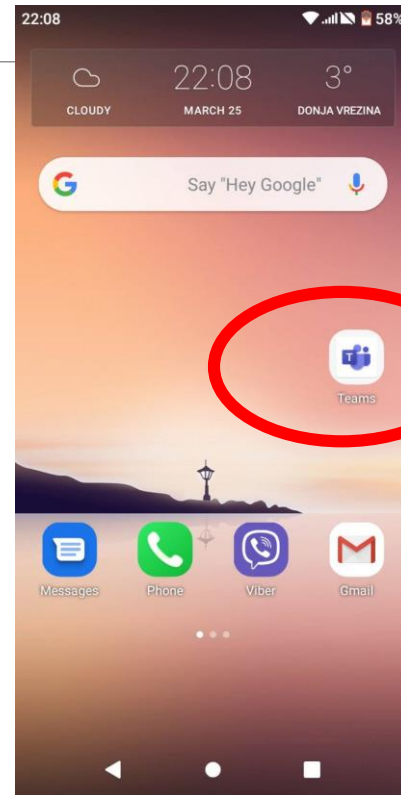 22:08 58%
22:08 3°
CLOUDY MARCH 25 DONJA VREZINA
G Say "Hey Google"
T
Teams
Messages Phone Viber Gmail